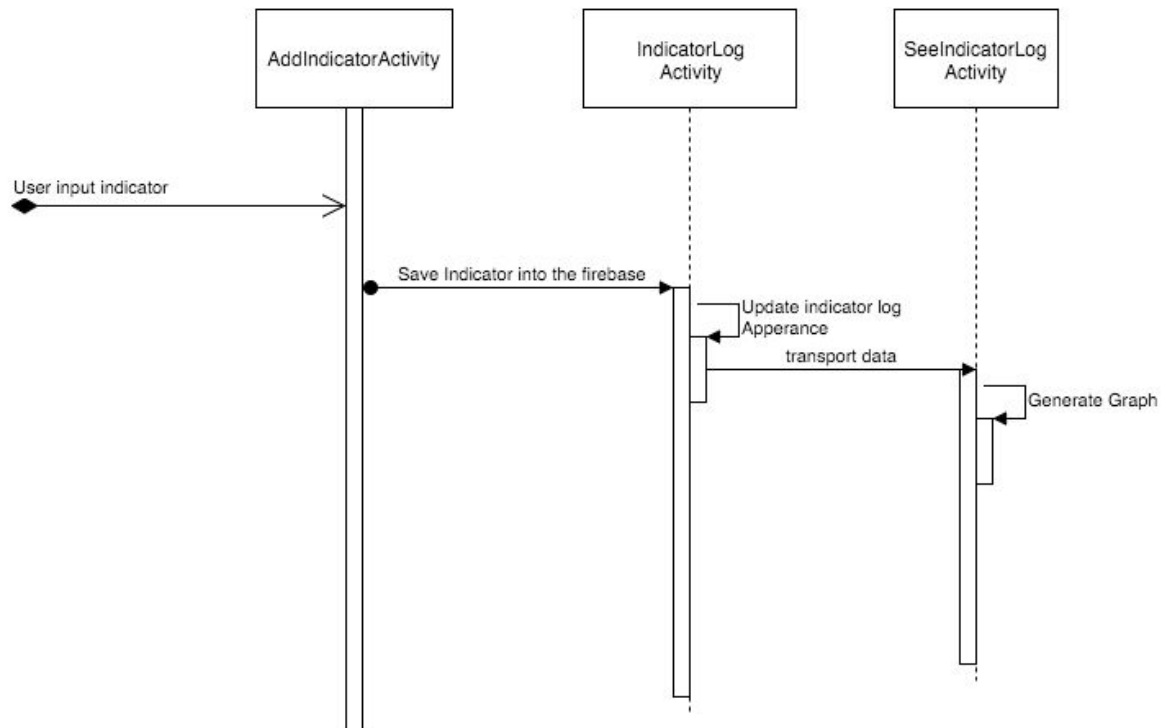 AddIndicatorActivity
IndicatorLog
Activity
SeeIndicatorLog
Activity
User input indicator
Save Indicator into the firebase
Update indicator log
Apperance
transport data
Generate Graph